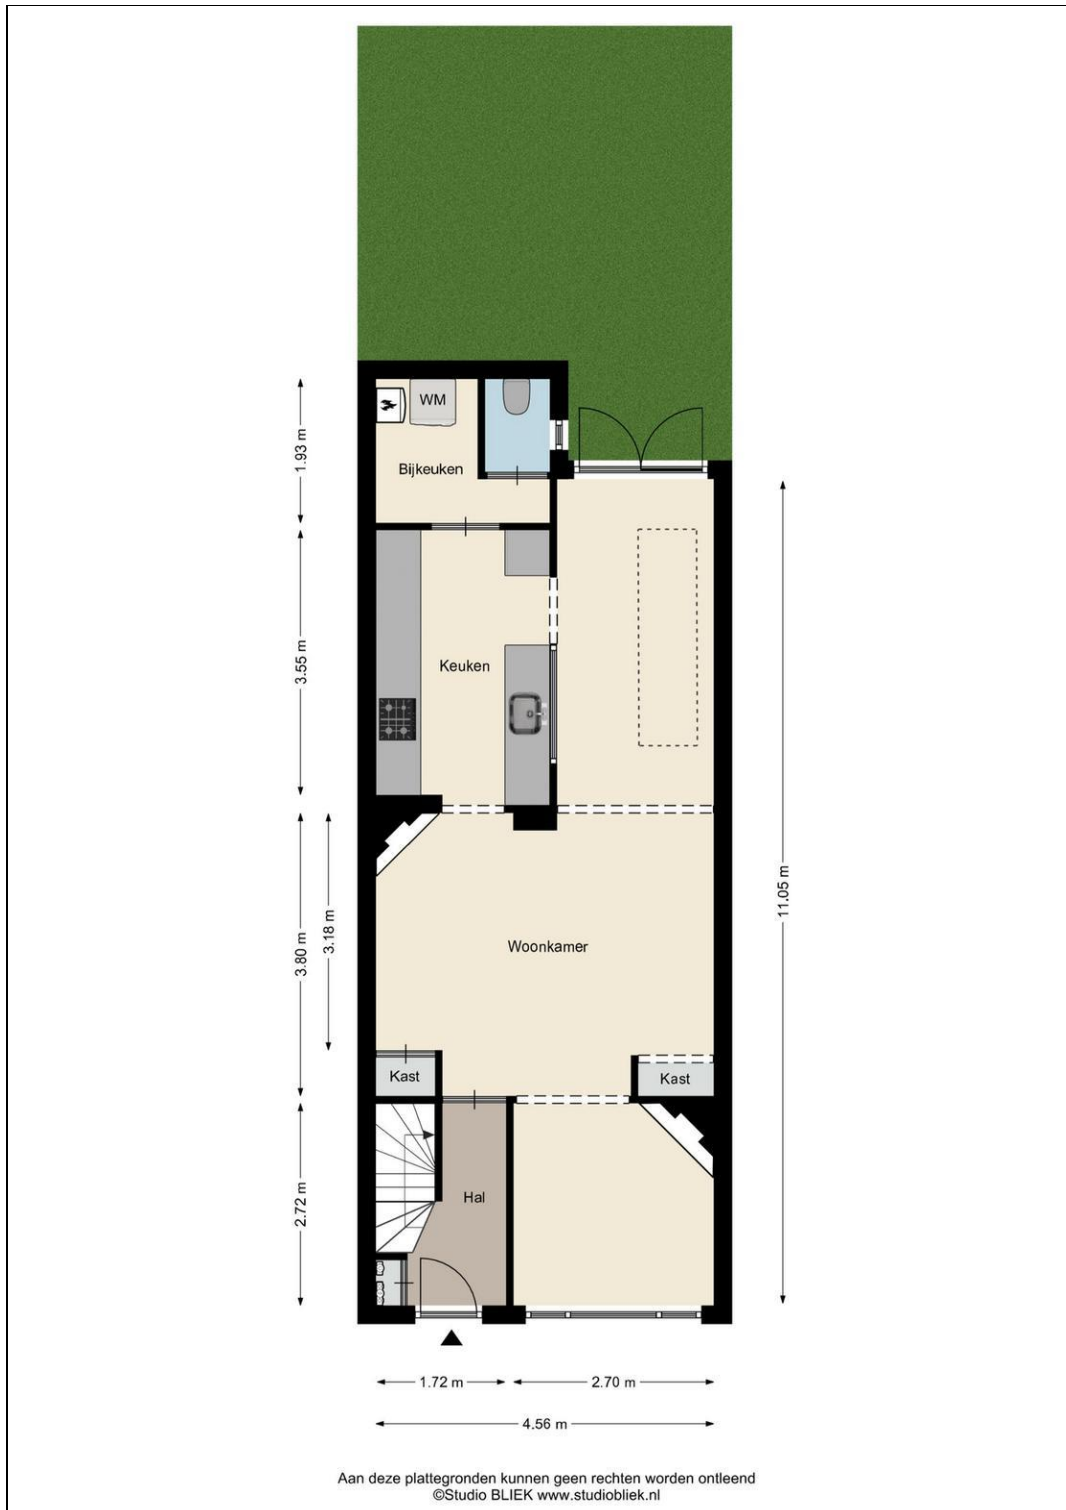 WM
1.93 m
Bijkeuken
3.55 m
Keuken
11.05 m
3.80 m
3.18 m
Woonkamer
Kast
Kast
2.72 m
Hal
1.72 m
2.70 m
4.56 m
Aan deze plattegronden kunnen geen rechten worden ontleend
©Studio BLIEK www.studiobliek.nl